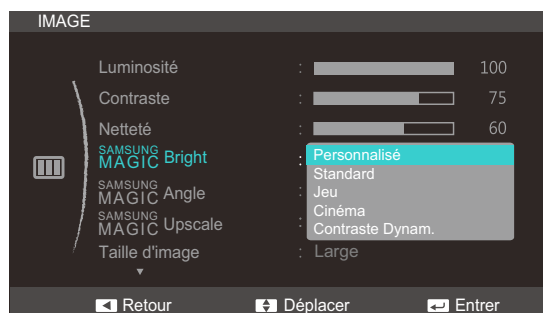 IMAGE
Luminosité : 100
Contraste : 75
Netteté : 60
SAMSUNG MAGIC Bright :
Personnalisé
Standard
Jeu
Cinéma
Contraste Dynam.
SAMSUNG MAGIC Angle :
SAMSUNG MAGIC Upscale :
Taille d'image : Large
Retour Déplacer Entrer